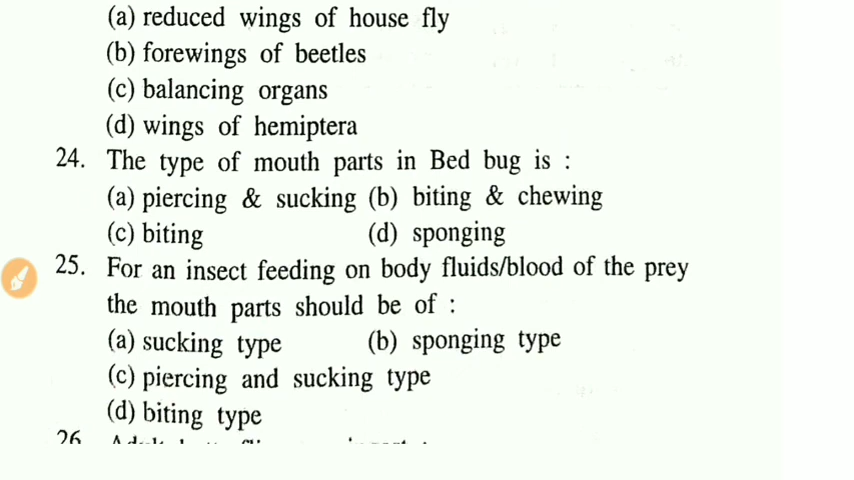 (a) reduced wings of house fly
(b) forewings of beetles
(c) balancing organs
(d) wings of hemiptera
24. The type of mouth parts in Bed bug is :
(a) piercing & sucking (b) biting & chewing
(c) biting (d) sponging
25. For an insect feeding on body fluids/blood of the prey
the mouth parts should be of :
(a) sucking type (b) sponging type
(c) piercing and sucking type
(d) biting type
26